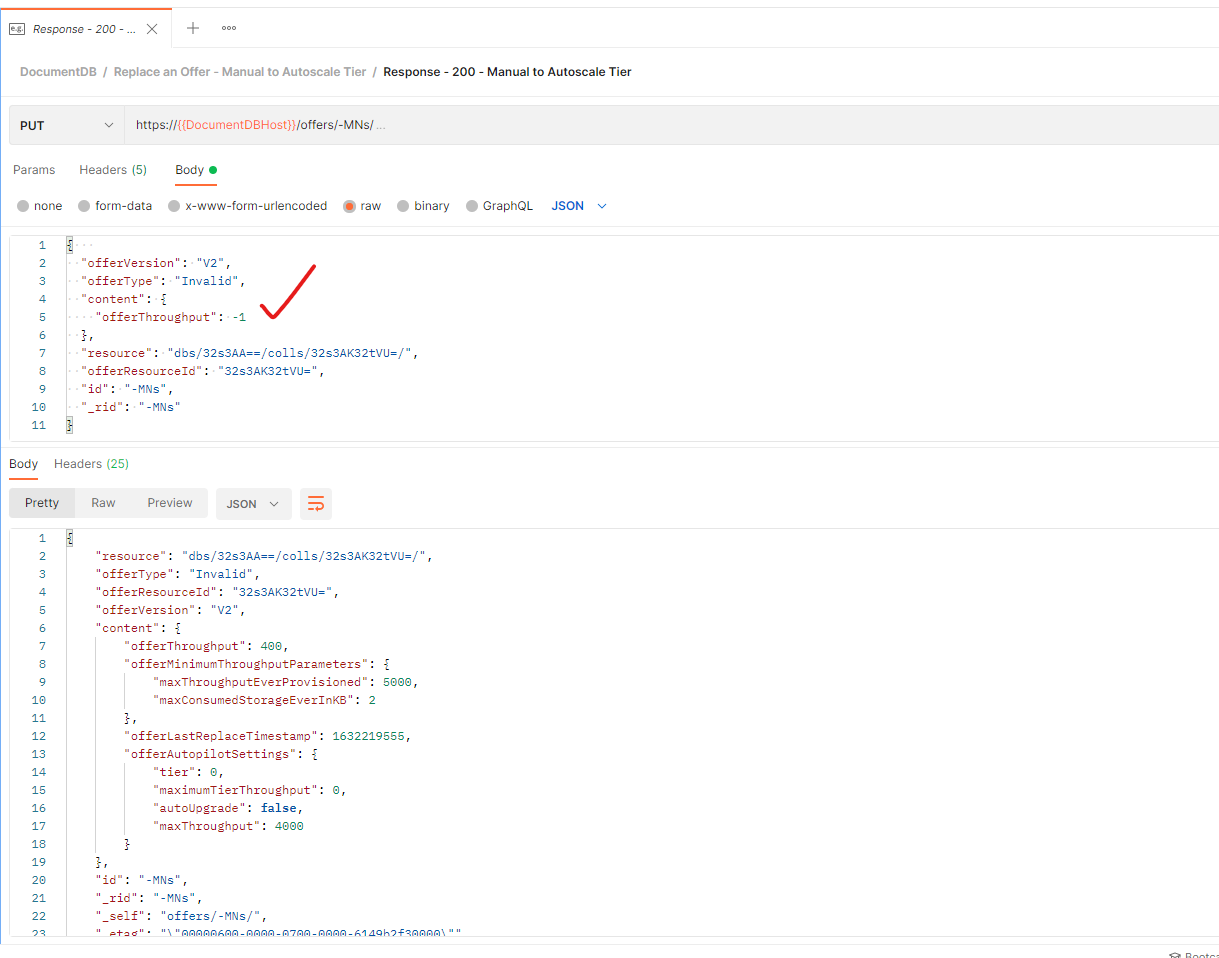 Response - 200 - ...
DocumentDB / Replace an Offer - Manual to Autoscale Tier / Response - 200 - Manual to Autoscale Tier
PUT https://{{DocumentDBHost}}/offers/-MNs/ ...
Params Headers (5) Body
none form-data x-www-form-urlencoded raw binary GraphQL JSON
1 {
2 "offerVersion": "V2",
3 "offerType": "Invalid",
4 "content": {
5 "offerThroughput": -1
6 },
7 "resource": "dbs/32s3AA==/colls/32s3AK32tVU=/",
8 "offerResourceId": "32s3AK32tVU=",
9 "id": "-MNs",
10 "_rid": "-MNs"
11 }
Body Headers (25)
Pretty Raw Preview JSON
1 {
2 "resource": "dbs/32s3AA==/colls/32s3AK32tVU=/",
3 "offerType": "Invalid",
4 "offerResourceId": "32s3AK32tVU=",
5 "offerVersion": "V2",
6 "content": {
7 "offerThroughput": 400,
8 "offerMinimumThroughputParameters": {
9 "maxThroughputEverProvisioned": 5000,
10 "maxConsumedStorageEverInKB": 2
11 },
12 "offerLastReplaceTimestamp": 1632219555,
13 "offerAutopilotSettings": {
14 "tier": 0,
15 "maximumTierThroughput": 0,
16 "autoUpgrade": false,
17 "maxThroughput": 4000
18 }
19 },
20 "id": "-MNs",
21 "_rid": "-MNs",
22 "_self": "offers/-MNs/",
23 "_etag": "\"00000600-0000-0700-0000-6149b2f30000\""